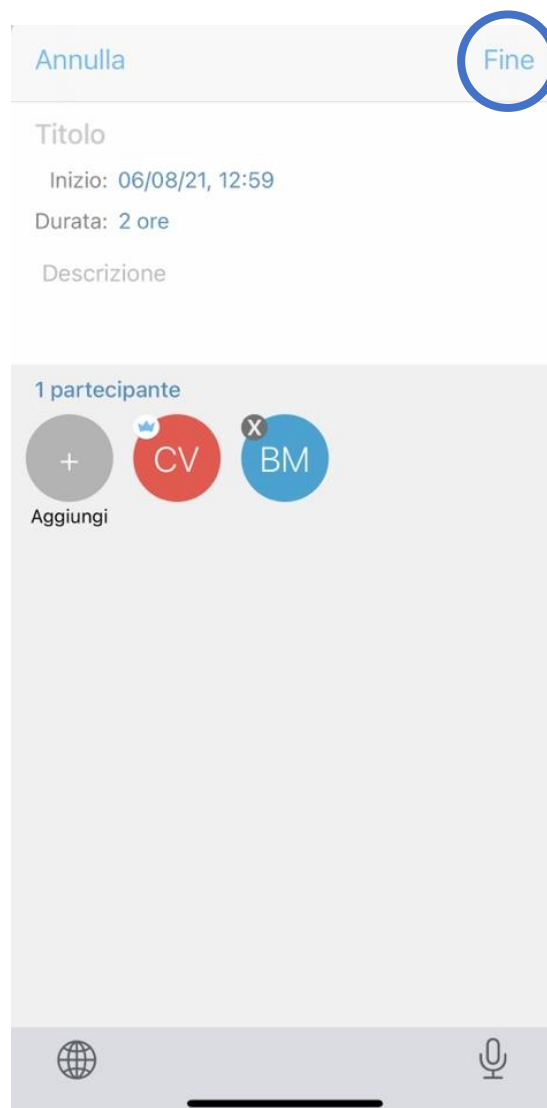 Annulla Fine
Titolo
Inizio: 06/08/21, 12:59
Durata: 2 ore
Descrizione
1 partecipante
+ CV X BM
Aggiungi